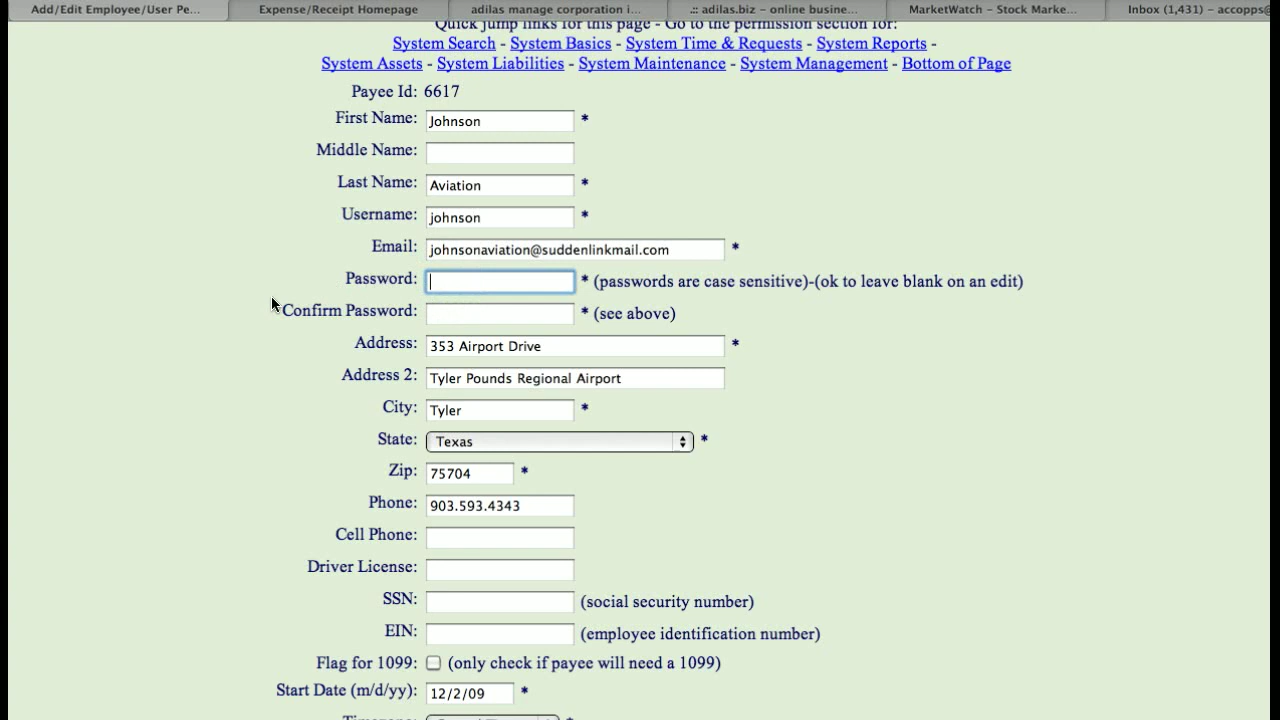 Add/Edit Employee/User Pe... Expense/Receipt Homepage adilas manage corporation i... .:: adilas.biz – online busine... MarketWatch – Stock Marke... Inbox (1,431) – accopps@
Quick jump links for this page - Go to the permission section for:
System Search - System Basics - System Time & Requests - System Reports -
System Assets - System Liabilities - System Maintenance - System Management - Bottom of Page
Payee Id: 6617
First Name: Johnson *
Middle Name:
Last Name: Aviation *
Username: johnson *
Email: johnsonaviation@suddenlinkmail.com *
Password: * (passwords are case sensitive)-(ok to leave blank on an edit)
Confirm Password: * (see above)
Address: 353 Airport Drive *
Address 2: Tyler Pounds Regional Airport
City: Tyler *
State: Texas *
Zip: 75704 *
Phone: 903.593.4343
Cell Phone:
Driver License:
SSN: (social security number)
EIN: (employee identification number)
Flag for 1099: (only check if payee will need a 1099)
Start Date (m/d/yy): 12/2/09 *